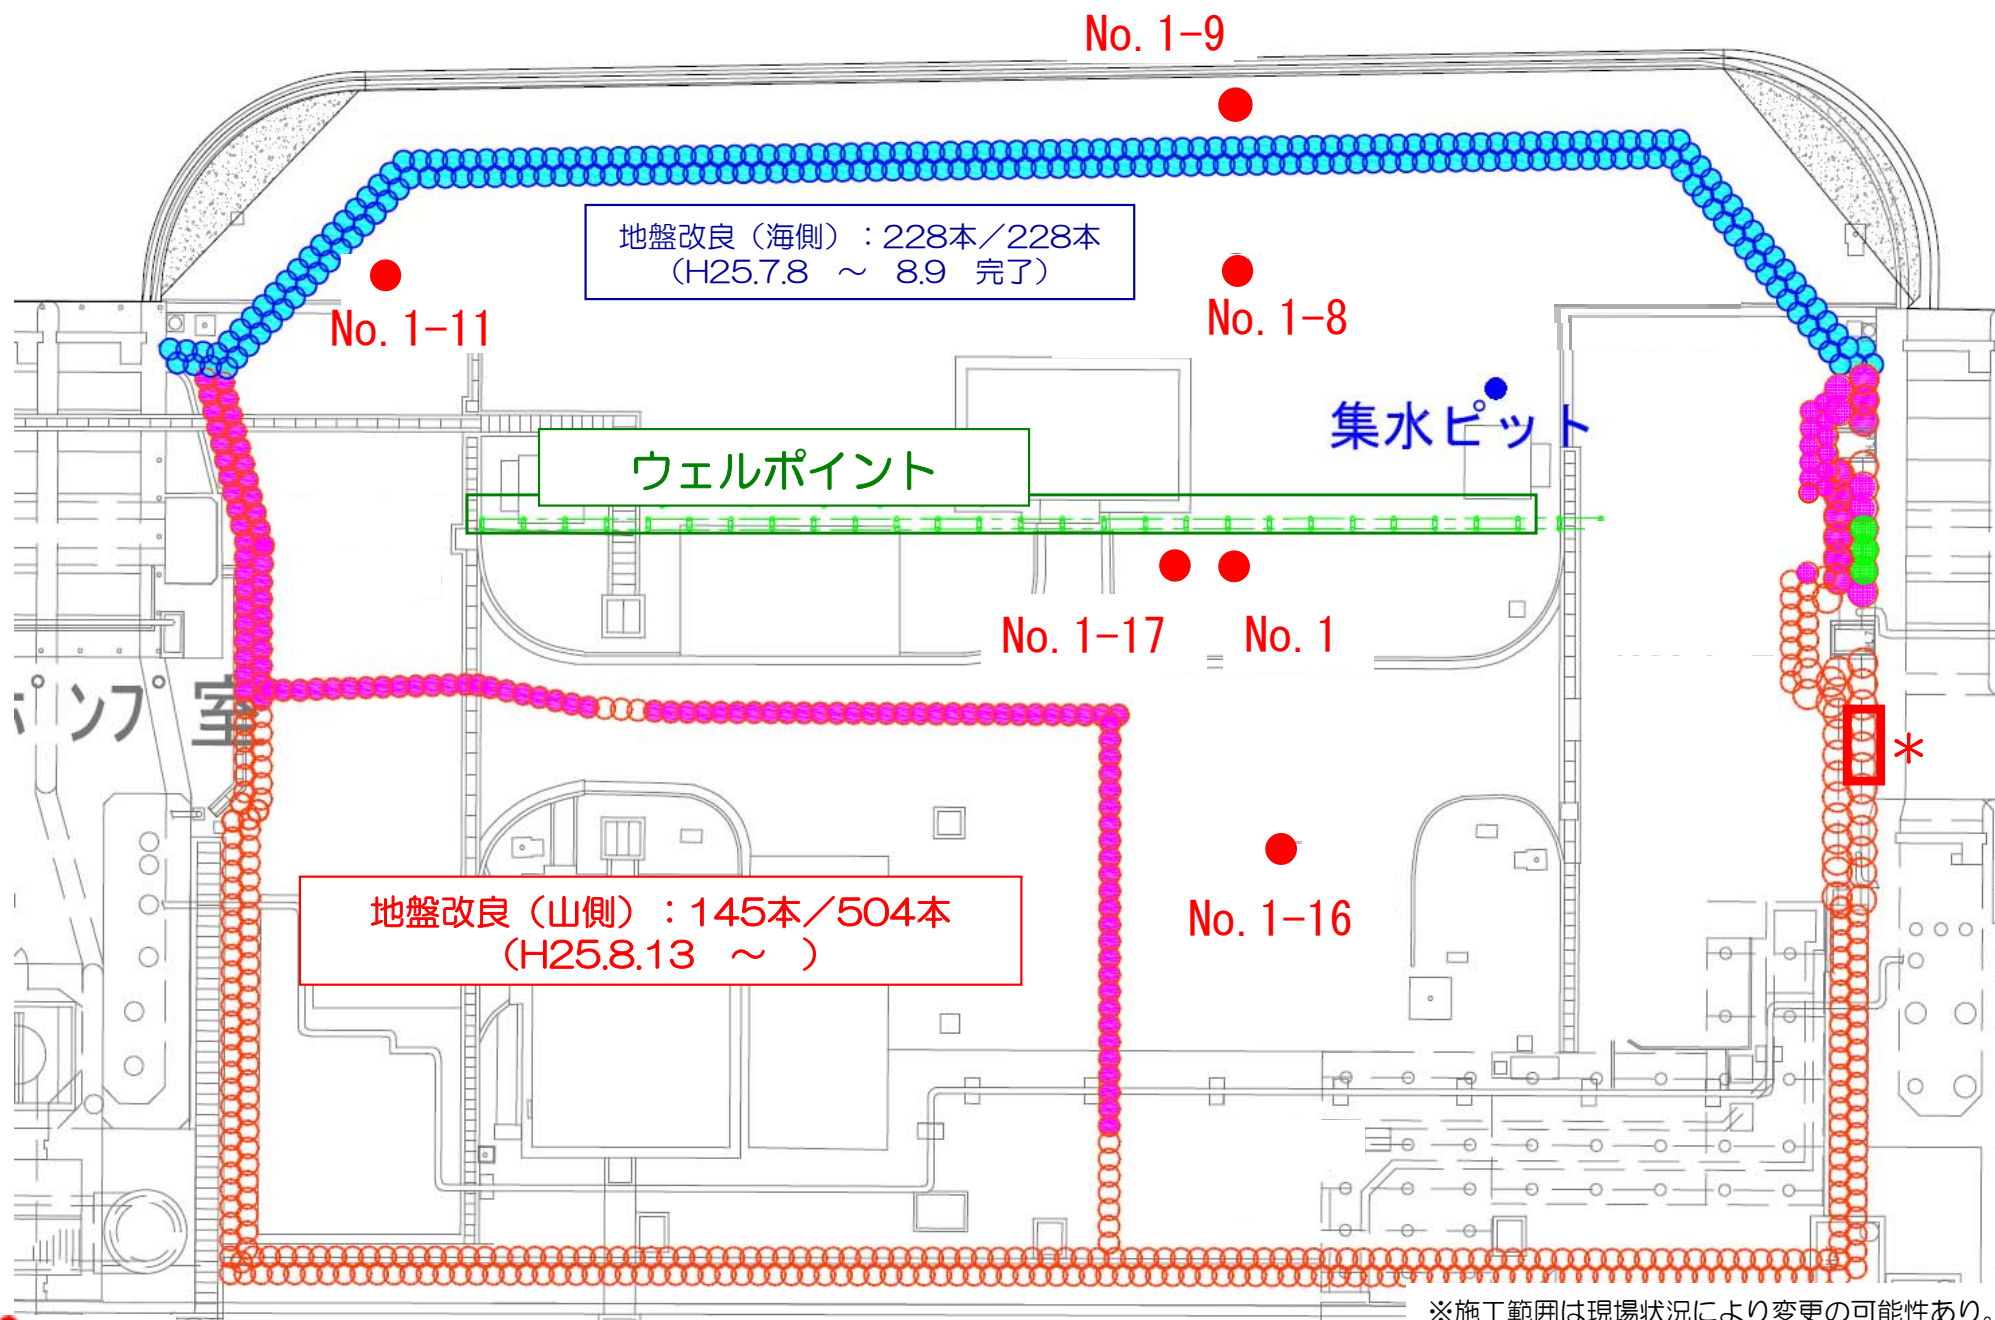 No.1-9
地盤改良（海側）：228本／228本
（H25.7.8　～　8.9　完了）
No.1-11
No.1-8
集水ピット
ウェルポイント
No.1-17
No.1
ポンプ室
*
地盤改良（山側）：145本／504本
（H25.8.13　～　）
No.1-16
※施工範囲は現場状況により変更の可能性あり。